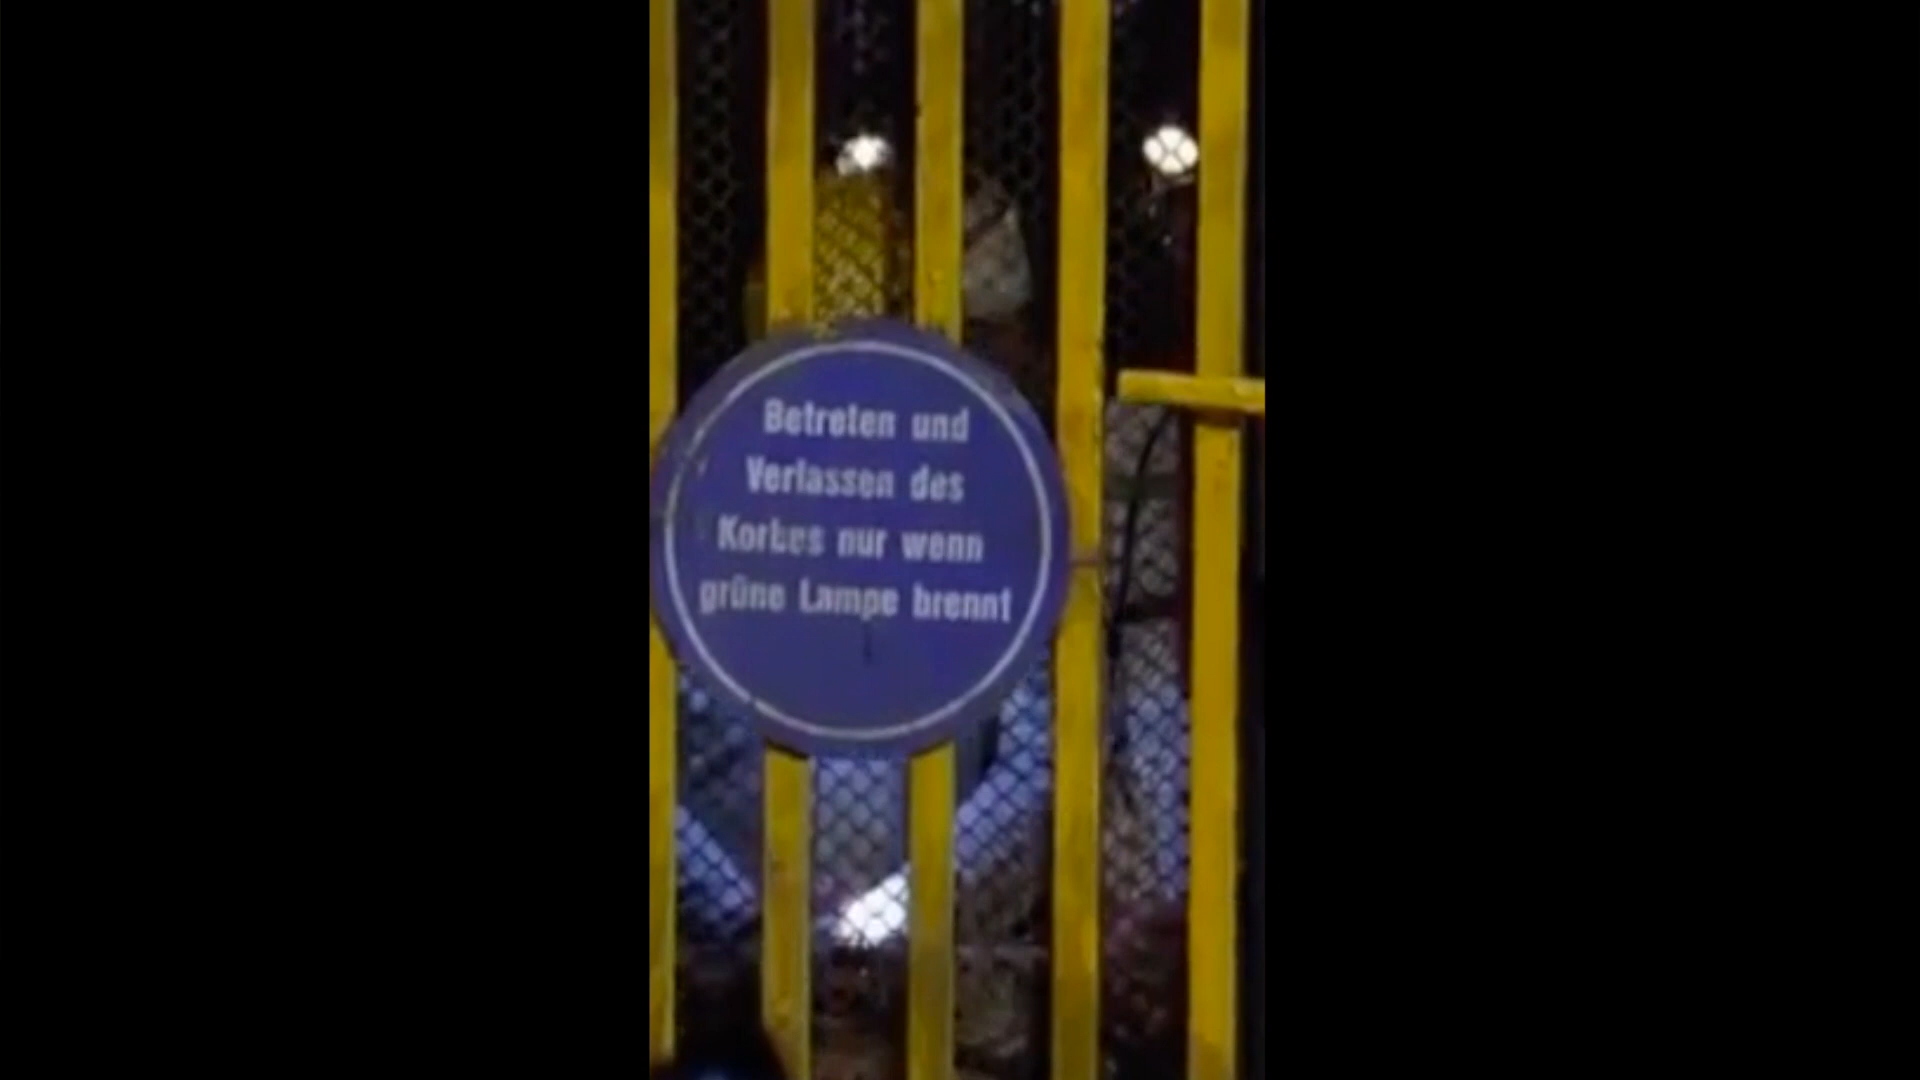 Betreten und
Verlassen des
Korbes nur wenn
grüne Lampe brennt